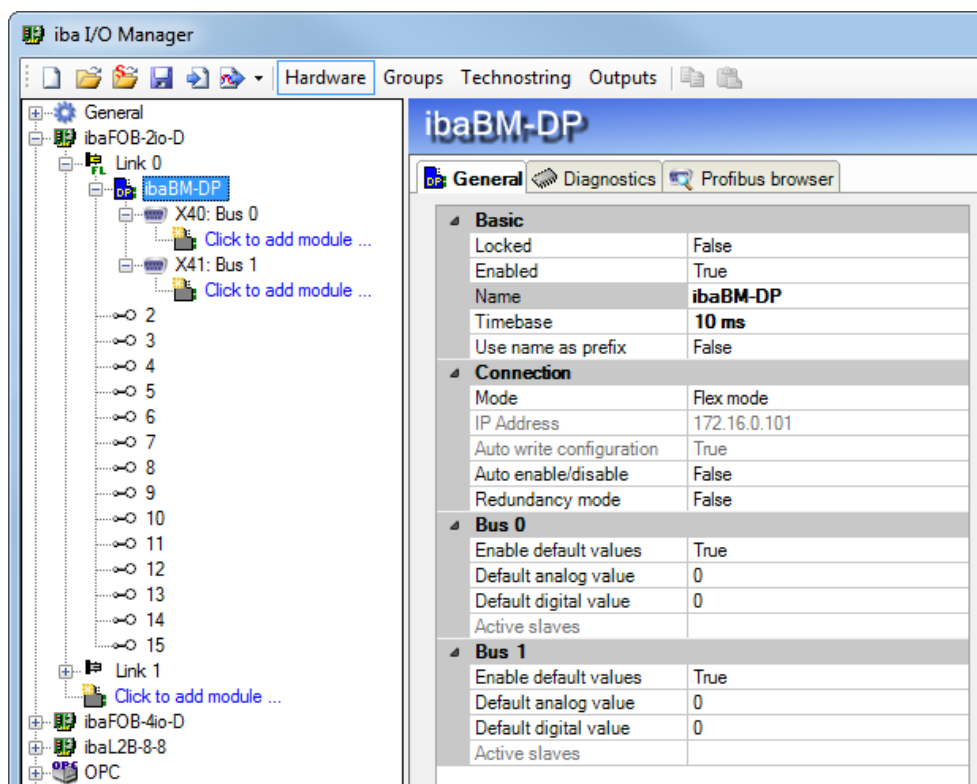 iba I/O Manager
Hardware Groups Technostring Outputs
General
ibaFOB-2io-D
Link 0
ibaBM-DP
X40: Bus 0
Click to add module ...
X41: Bus 1
Click to add module ...
2
3
4
5
6
7
8
9
10
11
12
13
14
15
Link 1
Click to add module ...
ibaFOB-4io-D
ibaL2B-8-8
OPC
ibaBM-DP
General Diagnostics Profibus browser
Basic
Locked False
Enabled True
Name ibaBM-DP
Timebase 10 ms
Use name as prefix False
Connection
Mode Flex mode
IP Address 172.16.0.101
Auto write configuration True
Auto enable/disable False
Redundancy mode False
Bus 0
Enable default values True
Default analog value 0
Default digital value 0
Active slaves
Bus 1
Enable default values True
Default analog value 0
Default digital value 0
Active slaves